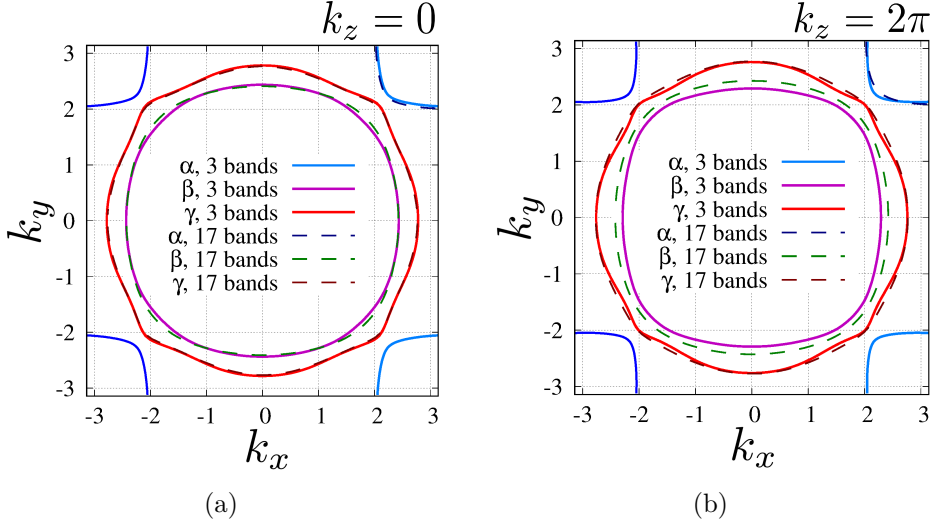 k_z = 0
3
2
1
0
-1
-2
-3
k_y
α, 3 bands
β, 3 bands
γ, 3 bands
α, 17 bands
β, 17 bands
γ, 17 bands
-3 -2 -1 0 1 2 3
k_x
(a)
k_z = 2π
3
2
1
0
-1
-2
-3
k_y
α, 3 bands
β, 3 bands
γ, 3 bands
α, 17 bands
β, 17 bands
γ, 17 bands
-3 -2 -1 0 1 2 3
k_x
(b)